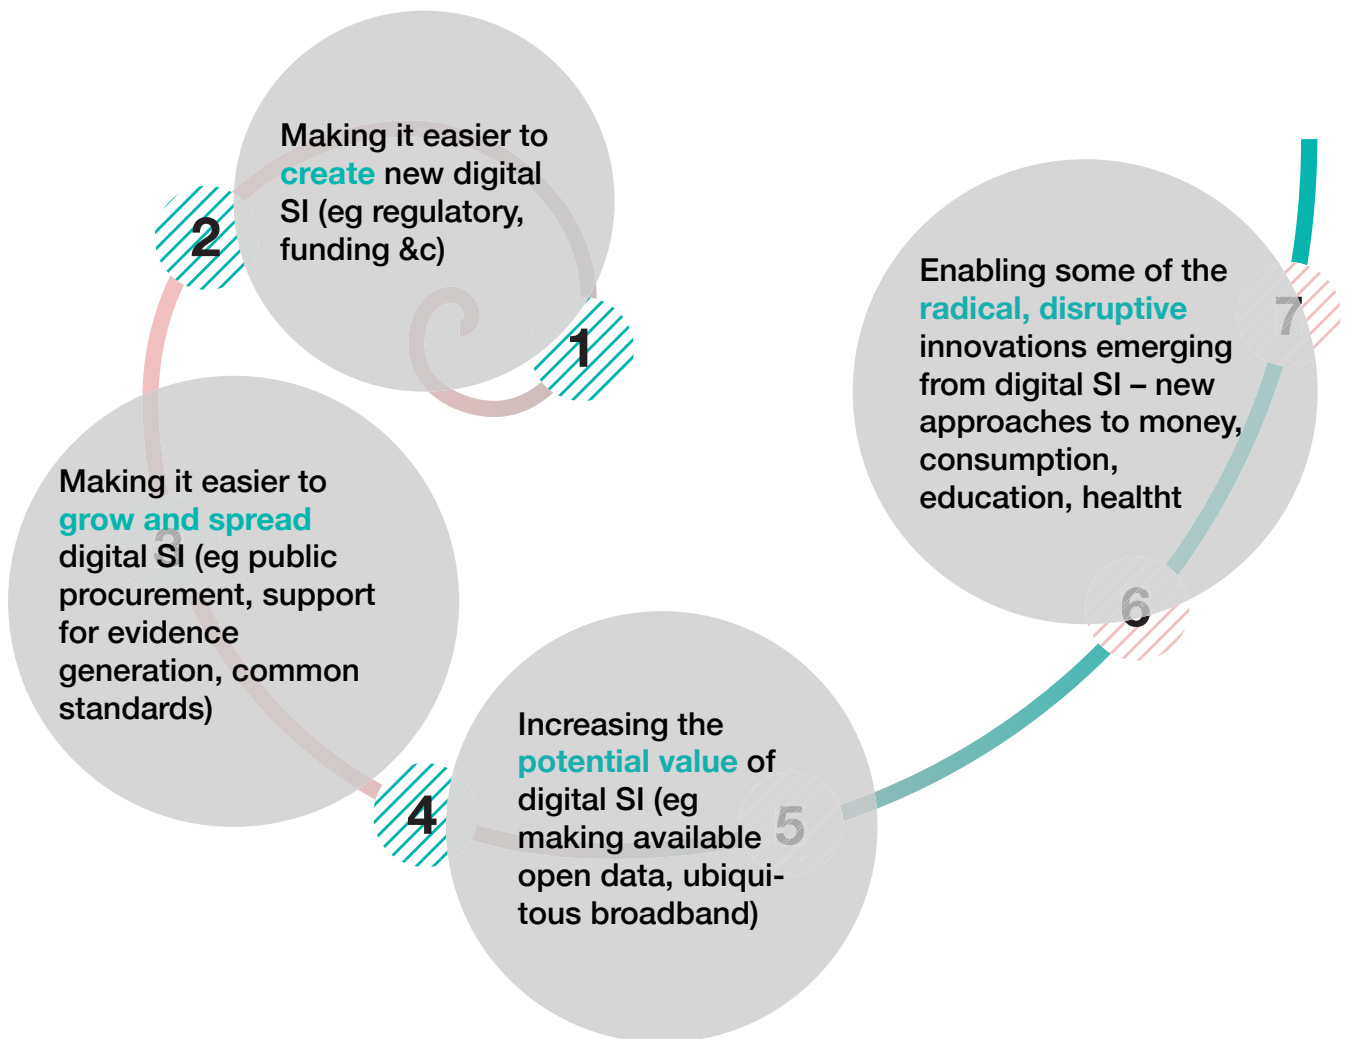 Making it easier to
create new digital
SI (eg regulatory,
funding &c)
1
2
Making it easier to
grow and spread
digital SI (eg public
procurement, support
for evidence
generation, common
standards)
3
4
Increasing the
potential value of
digital SI (eg
making available
open data, ubiqui-
tous broadband)
5
Enabling some of the
radical, disruptive
innovations emerging
from digital SI – new
approaches to money,
consumption,
education, healtht
6
7